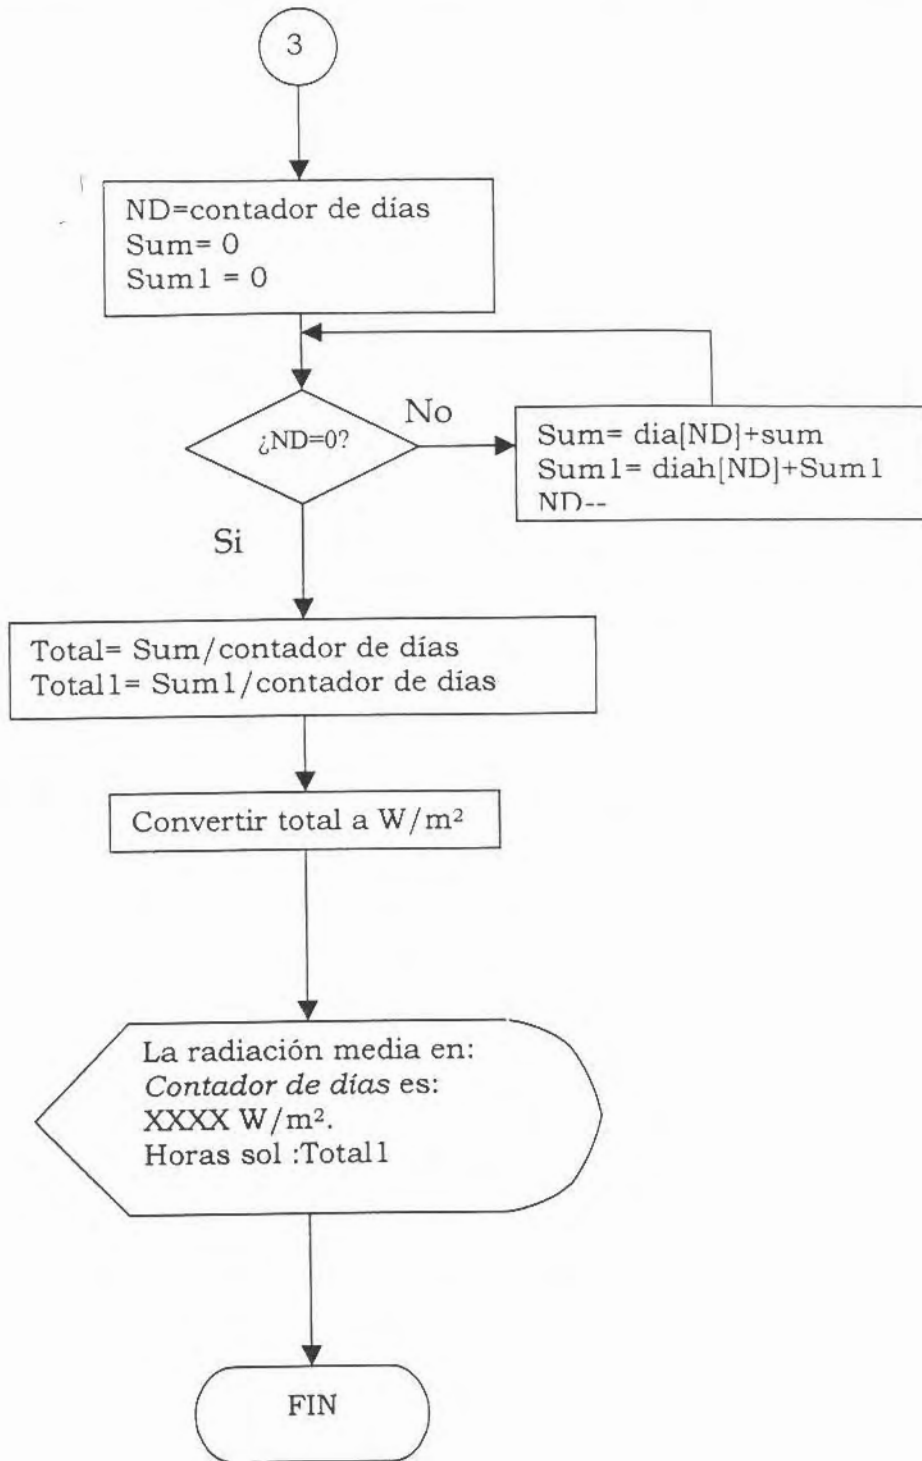 3
ND=contador de días
Sum= 0
Sum1 = 0
¿ND=0?
No
Sum= dia[ND]+sum
Sum1= diah[ND]+Sum1
ND--
Si
Total= Sum/contador de días
Total1= Sum1/contador de días
Convertir total a W/m²
La radiación media en:
Contador de días es:
XXXX W/m².
Horas sol :Total1
FIN